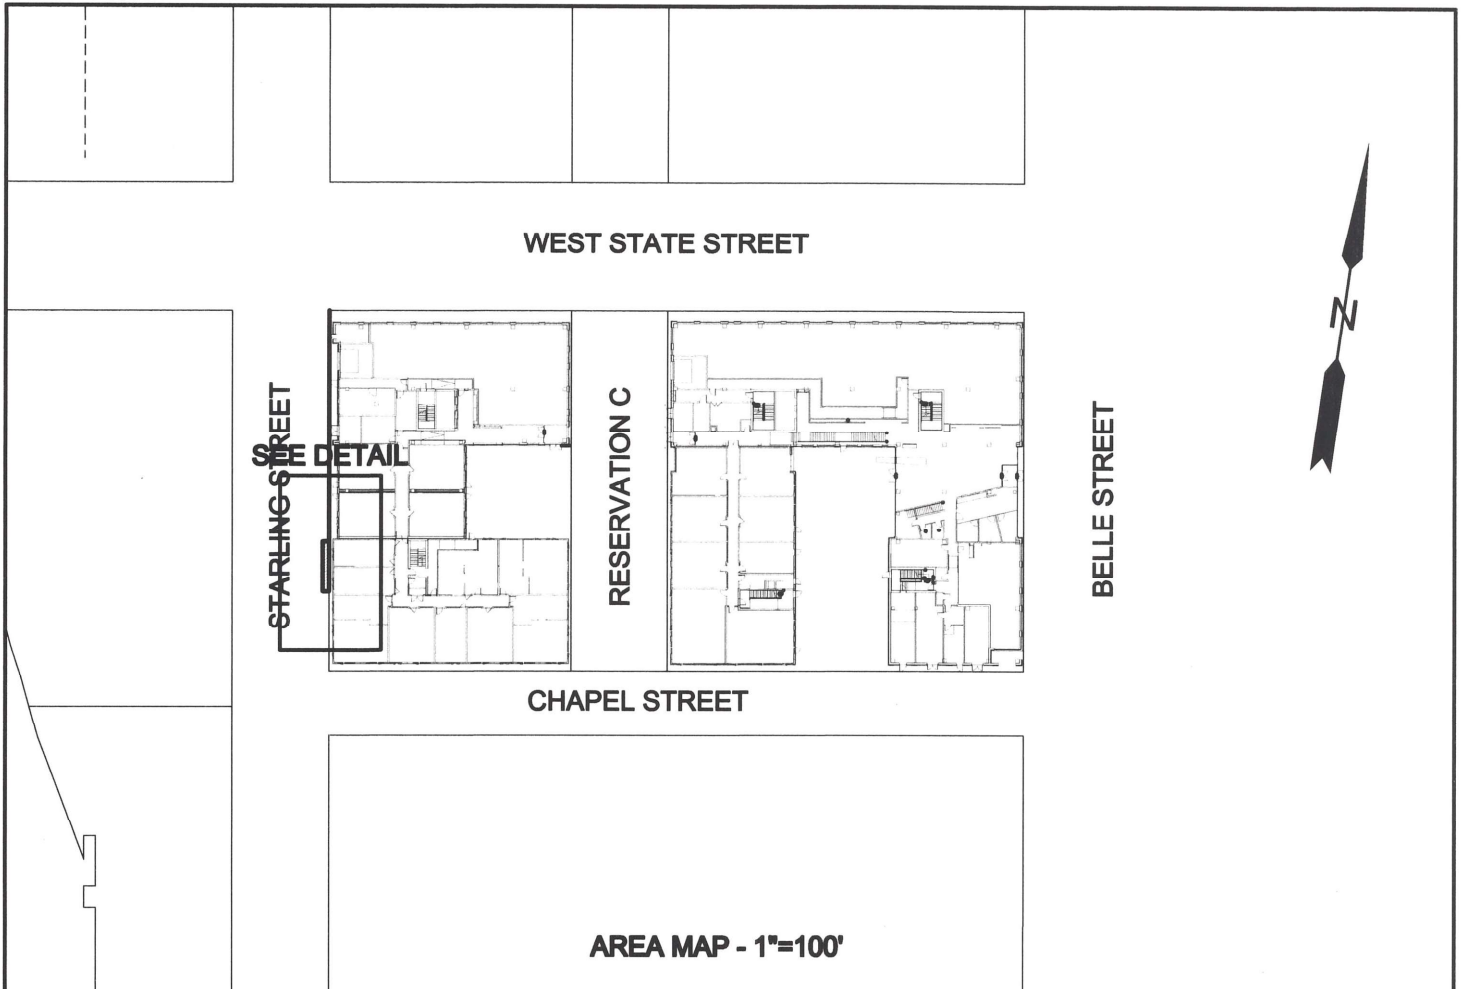 WEST STATE STREET
N
STARLING STREET
SEE DETAIL
RESERVATION C
BELLE STREET
CHAPEL STREET
AREA MAP - 1"=100'